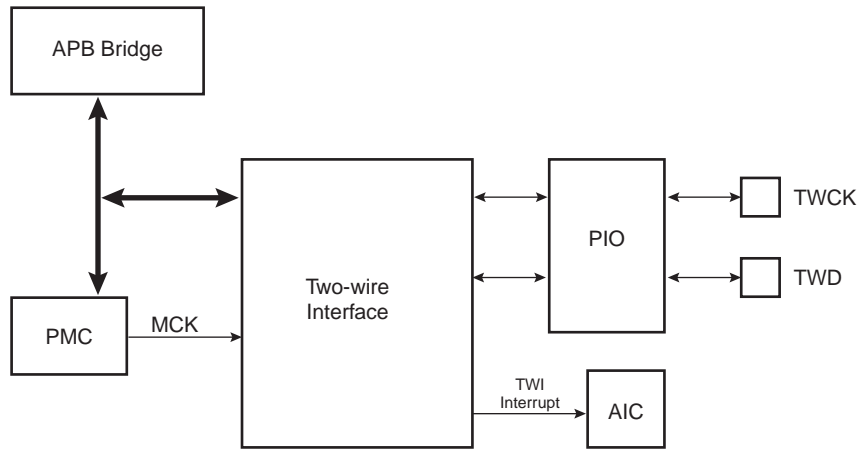 APB Bridge
TWCK
PIO
Two-wire
Interface
TWD
MCK
PMC
TWI
Interrupt
AIC